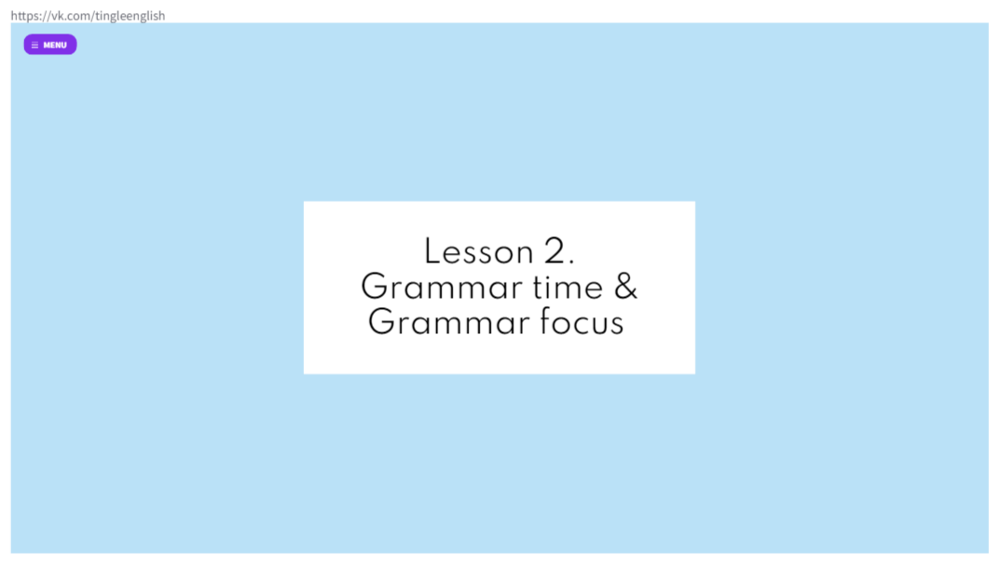 https://vk.com/tingleenglish
☰ MENU
Lesson 2.
Grammar time &
Grammar focus